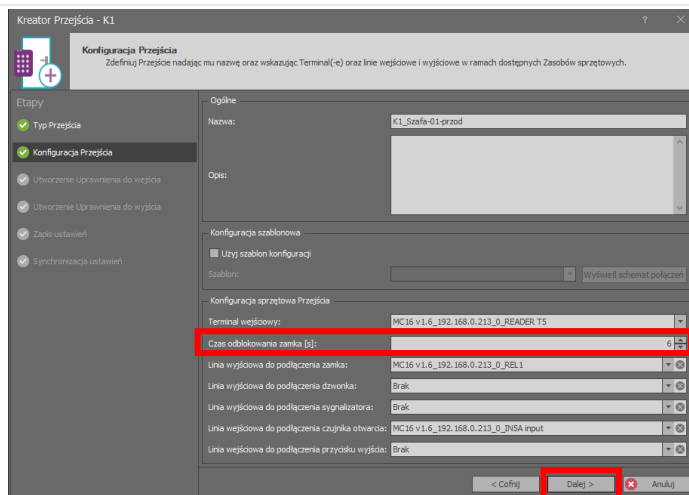 Kreator Przejścia - K1
Konfiguracja Przejścia
Zdefiniuj Przejście nadając mu nazwę oraz wskazując Terminal(-e) oraz linie wejściowe i wyjściowe w ramach dostępnych Zasobów sprzętowych.
Etapy
Typ Przejścia
Konfiguracja Przejścia
Utworzenie Uprawnienia do wejścia
Utworzenie Uprawnienia do wyjścia
Zapis ustawień
Synchronizacja ustawień
Ogólne
Nazwa: K1_Szafa-01-przod
Opis:
Konfiguracja szablonowa
Użyj szablon konfiguracji
Szablon: Wyświetl schemat połączeń
Konfiguracja sprzętowa Przejścia
Terminal wejściowy: MC16 v1.6_192.168.0.213_0_READER T5
Czas odblokowania zamka [s]: 6
Linia wyjściowa do podłączenia zamka: MC16 v1.6_192.168.0.213_0_REL1
Linia wyjściowa do podłączenia dzwonka: Brak
Linia wyjściowa do podłączenia sygnalizatora: Brak
Linia wejściowa do podłączenia czujnika otwarcia: MC16 v1.6_192.168.0.213_0_IN5A input
Linia wejściowa do podłączenia przycisku wyjścia: Brak
< Cofnij Dalej > Anuluj